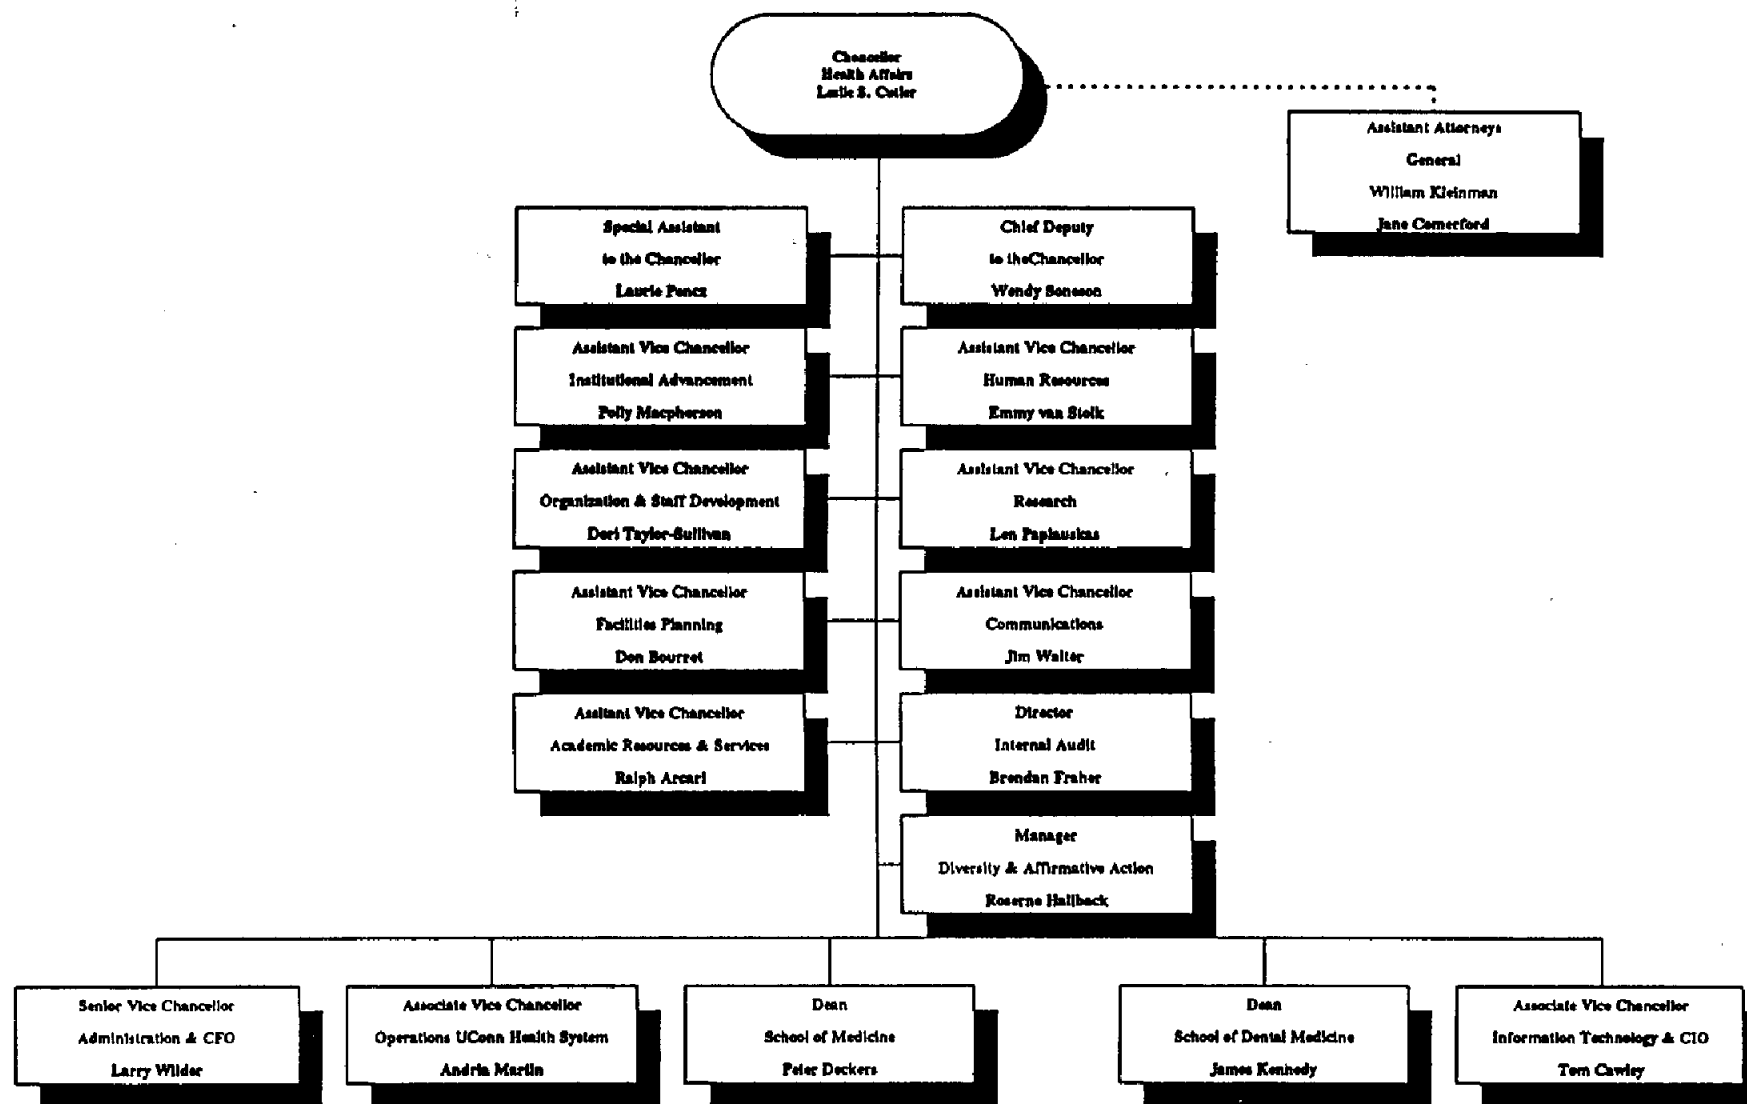 Chancellor
Health Affairs
Leslie S. Cutler
Assistant Attorneys
General
William Kleinman
Jane Comerford
Special Assistant
to the Chancellor
Laurie
Chief Deputy
to theChancellor
Wendy Soneson
Assistant Vice Chancellor
Institutional Advancement
Polly Macpherson
Assistant Vice Chancellor
Human Resources
Emmy van Stolk
Assistant Vice Chancellor
Organization & Staff Development
Dori Taylor-Sullivan
Assistant Vice Chancellor
Research
Len Paplauskas
Assistant Vice Chancellor
Facilities Planning
Don Bourret
Assistant Vice Chancellor
Communications
Jim Walter
Assitant Vice Chancellor
Academic Resources & Services
Ralph Arcari
Director
Internal Audit
Brendan Fraher
Manager
Diversity & Affirmative Action
Hallback
Senior Vice Chancellor
Administration & CFO
Larry Wilder
Associate Vice Chancellor
Operations UConn Health System
Andria Martin
Dean
School of Medicine
Peter Deckers
Dean
School of Dental Medicine
James Kennedy
Associate Vice Chancellor
Information Technology & CIO
Tom Cawley